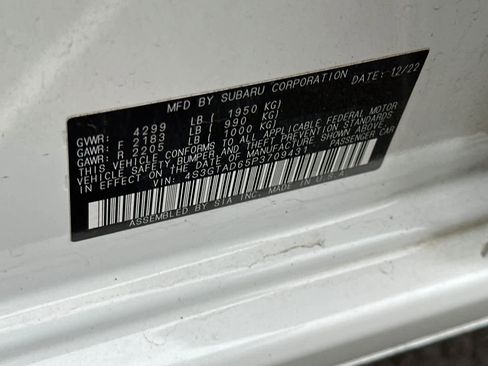 MFD BY SUBARU CORPORATION DATE: 12/22
GVWR: 4299 LB ( 1950 KG)
GAWR: F 2183 LB ( 990 KG)
GAWR: R 2205 LB ( 1000 KG)
THIS VEHICLE CONFORMS TO ALL APPLICABLE FEDERAL MOTOR
VEHICLE SAFETY, BUMPER, AND THEFT PREVENTION STANDARDS
IN EFFECT ON THE DATE OF MANUFACTURE SHOWN ABOVE.
VIN: 4S3GTAD65P3709431 PASSENGER CAR
ASSEMBLED BY SIA INC. MADE IN U.S.A